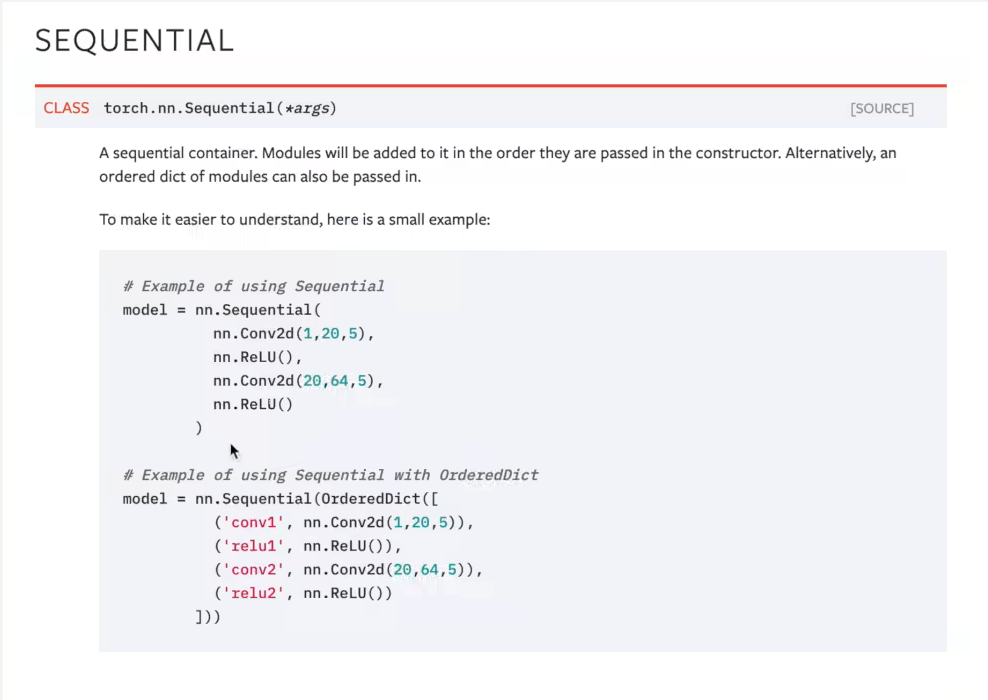 SEQUENTIAL
CLASS torch.nn.Sequential(*args) [SOURCE]
A sequential container. Modules will be added to it in the order they are passed in the constructor. Alternatively, an
ordered dict of modules can also be passed in.
To make it easier to understand, here is a small example:
# Example of using Sequential
model = nn.Sequential(
nn.Conv2d(1,20,5),
nn.ReLU(),
nn.Conv2d(20,64,5),
nn.ReLU()
)
# Example of using Sequential with OrderedDict
model = nn.Sequential(OrderedDict([
('conv1', nn.Conv2d(1,20,5)),
('relu1', nn.ReLU()),
('conv2', nn.Conv2d(20,64,5)),
('relu2', nn.ReLU())
]))